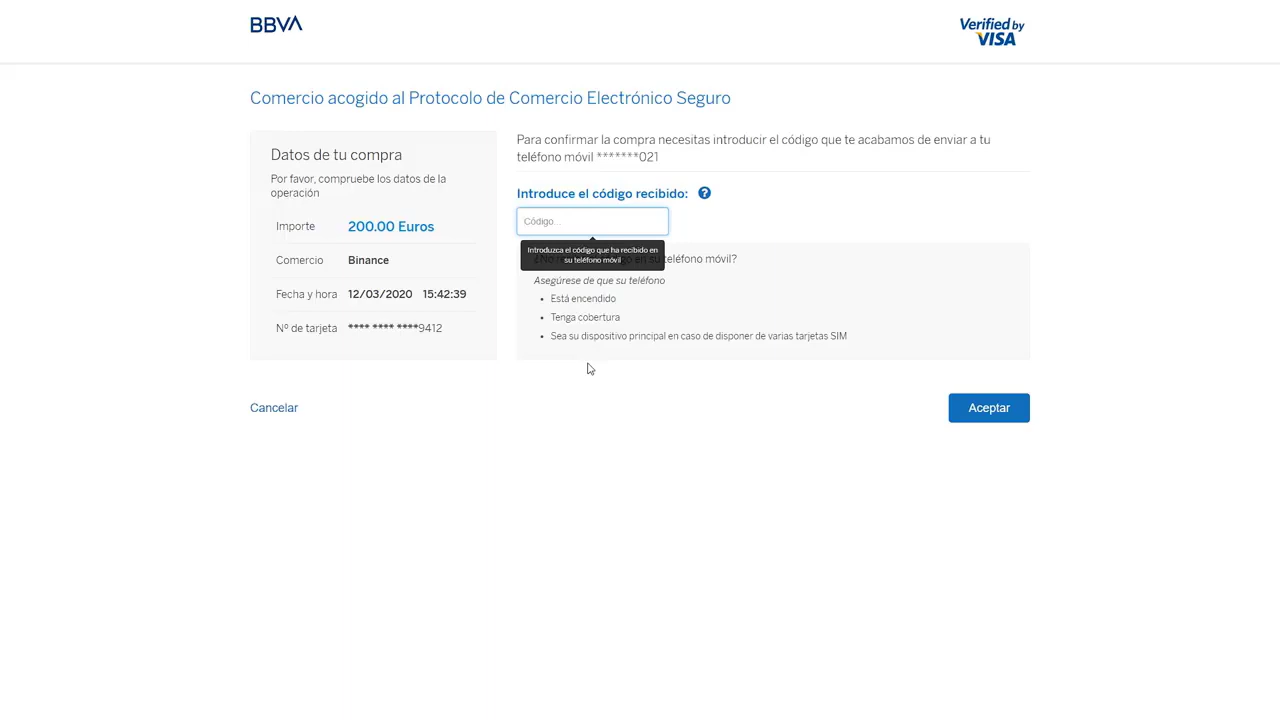 BBVA
Verified by
VISA
Comercio acogido al Protocolo de Comercio Electrónico Seguro
Datos de tu compra
Por favor, compruebe los datos de la
operación
Importe 200.00 Euros
Comercio Binance
Fecha y hora 12/03/2020 15:42:39
Nº de tarjeta **** **** ****9412
Para confirmar la compra necesitas introducir el código que te acabamos de enviar a tu
teléfono móvil *******021
Introduce el código recibido: ?
Código...
Introduzca el código que ha recibido en
su teléfono móvil
teléfono móvil?
Asegúrese de que su teléfono
• Está encendido
• Tenga cobertura
• Sea su dispositivo principal en caso de disponer de varias tarjetas SIM
Cancelar
Aceptar